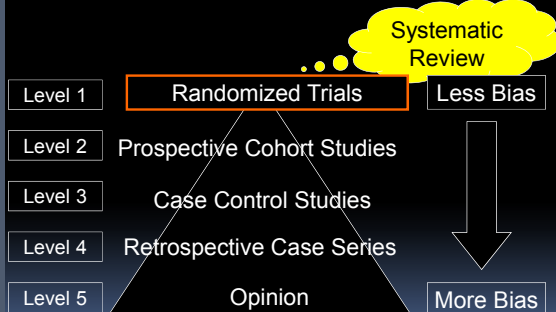 Systematic
Review
Level 1
Randomized Trials
Less Bias
Level 2
Prospective Cohort Studies
Level 3
Case Control Studies
Level 4
Retrospective Case Series
Level 5
Opinion
More Bias